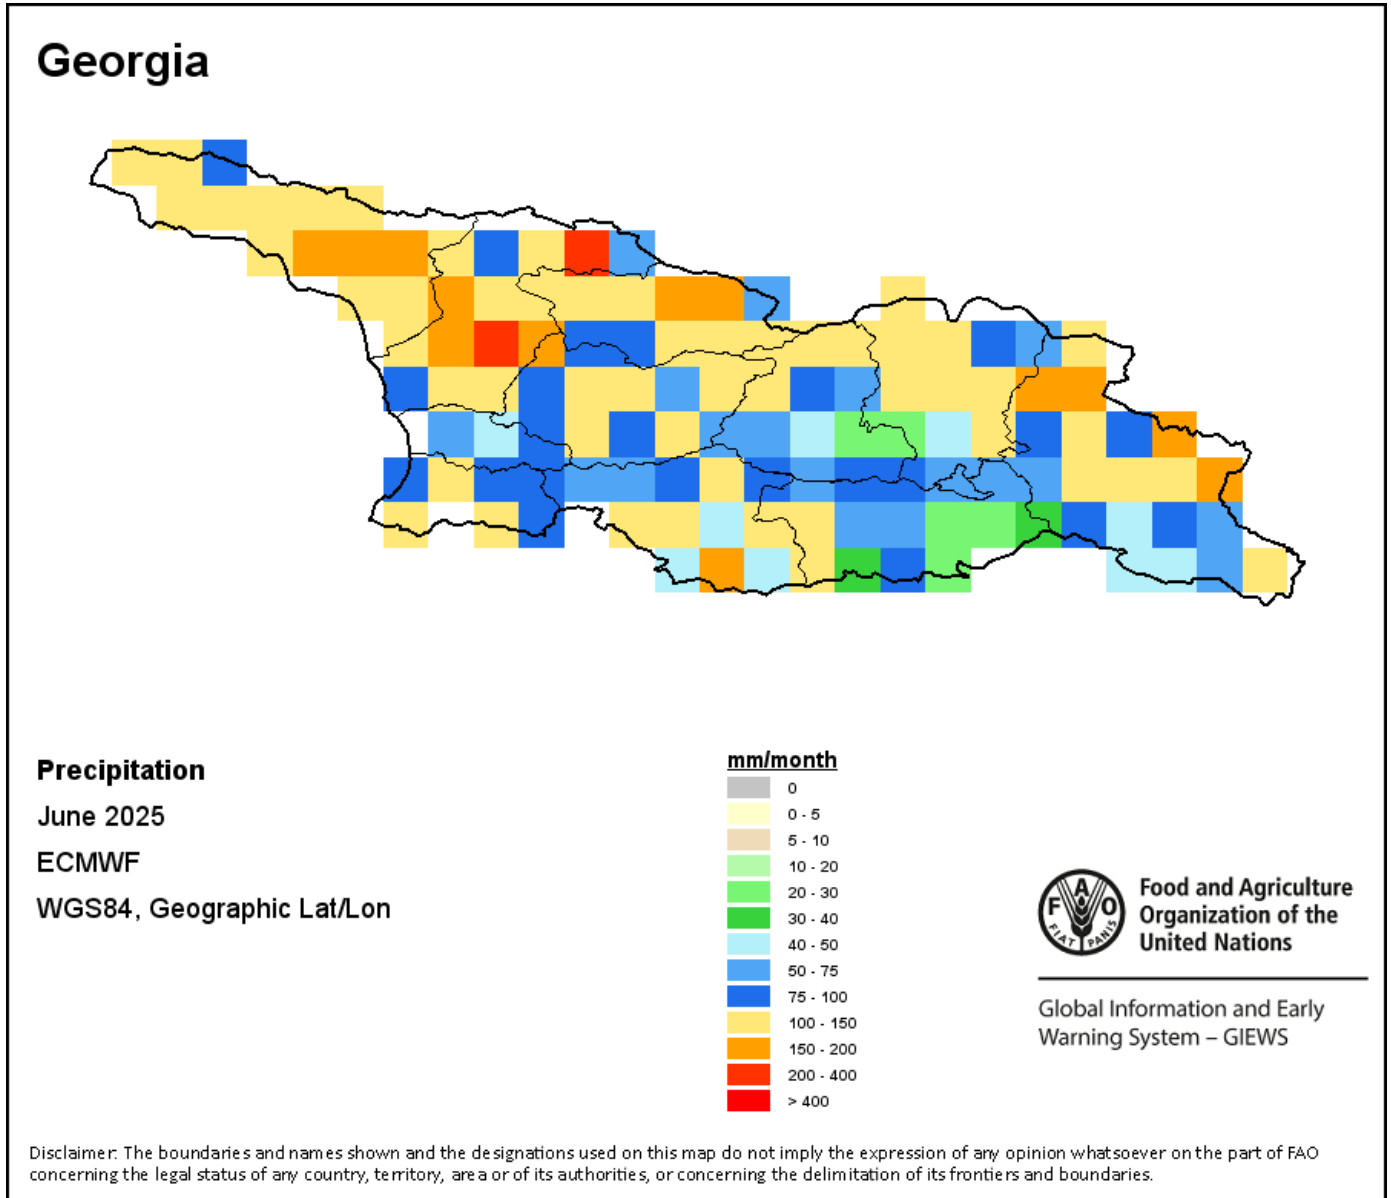 Georgia
Precipitation
June 2025
ECMWF
WGS84, Geographic Lat/Lon
mm/month
0
0 - 5
5 - 10
10 - 20
20 - 30
30 - 40
40 - 50
50 - 75
75 - 100
100 - 150
150 - 200
200 - 400
> 400
F A O
FIAT PANIS
Food and Agriculture
Organization of the
United Nations
Global Information and Early
Warning System – GIEWS
Disclaimer: The boundaries and names shown and the designations used on this map do not imply the expression of any opinion whatsoever on the part of FAO
concerning the legal status of any country, territory, area or of its authorities, or concerning the delimitation of its frontiers and boundaries.